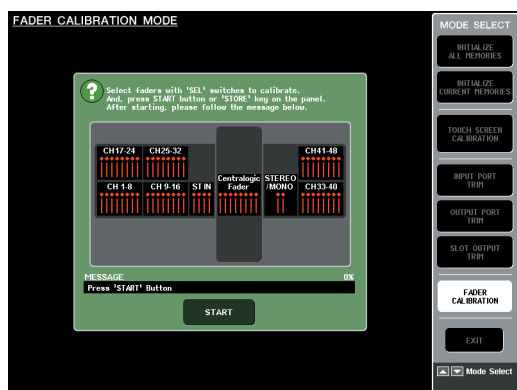 FADER CALIBRATION MODE
Select faders with 'SEL' switches to calibrate.
And, press START button or 'STORE' key on the panel.
After starting, please follow the message below.
CH17-24 CH25-32 CH41-48
Centralogic Fader
STEREO /MONO
CH 1-8 CH 9-16 ST IN CH33-40
MESSAGE 0%
Press 'START' Button
START
MODE SELECT
INITIALIZE
ALL MEMORIES
INITIALIZE
CURRENT MEMORIES
TOUCH SCREEN
CALIBRATION
INPUT PORT
TRIM
OUTPUT PORT
TRIM
SLOT OUTPUT
TRIM
FADER
CALIBRATION
EXIT
Mode Select